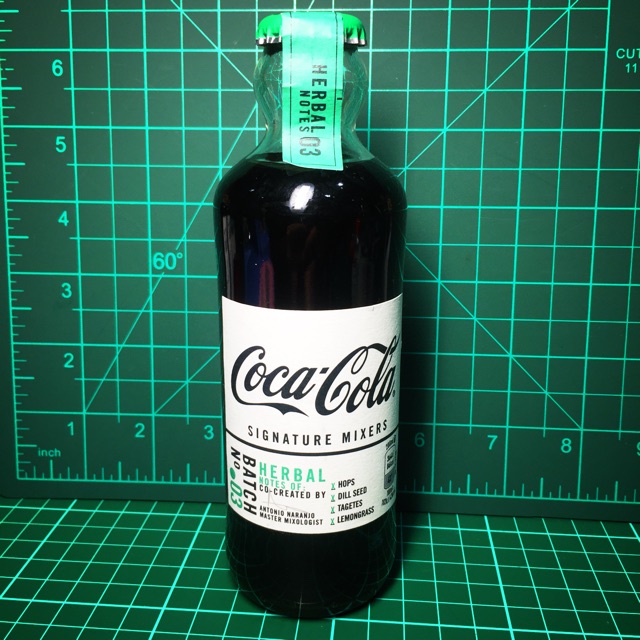 CUT
11
6
5
4
3
2
1
inch
60°
1
2
3
7
8
9
HERBAL
NOTES 03
Coca-Cola
SIGNATURE MIXERS
BATCH
Nº 03
HERBAL
NOTES OF:
CO-CREATED BY
ANTONIO NARANJO
MASTER MIXOLOGIST
X HOPS
X DILL SEED
X TAGETES
X LEMONGRASS